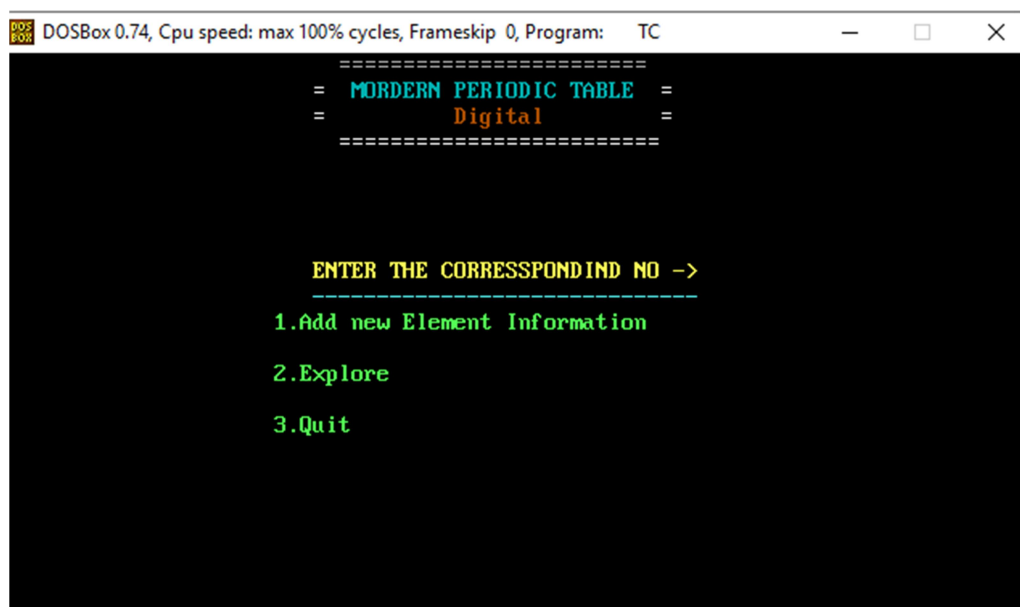 DOSBox 0.74, Cpu speed: max 100% cycles, Frameskip 0, Program: TC
========================
= MORDERN PERIODIC TABLE =
= Digital =
=========================
ENTER THE CORRESSPONDIND NO ->
------------------------------
1.Add new Element Information
2.Explore
3.Quit